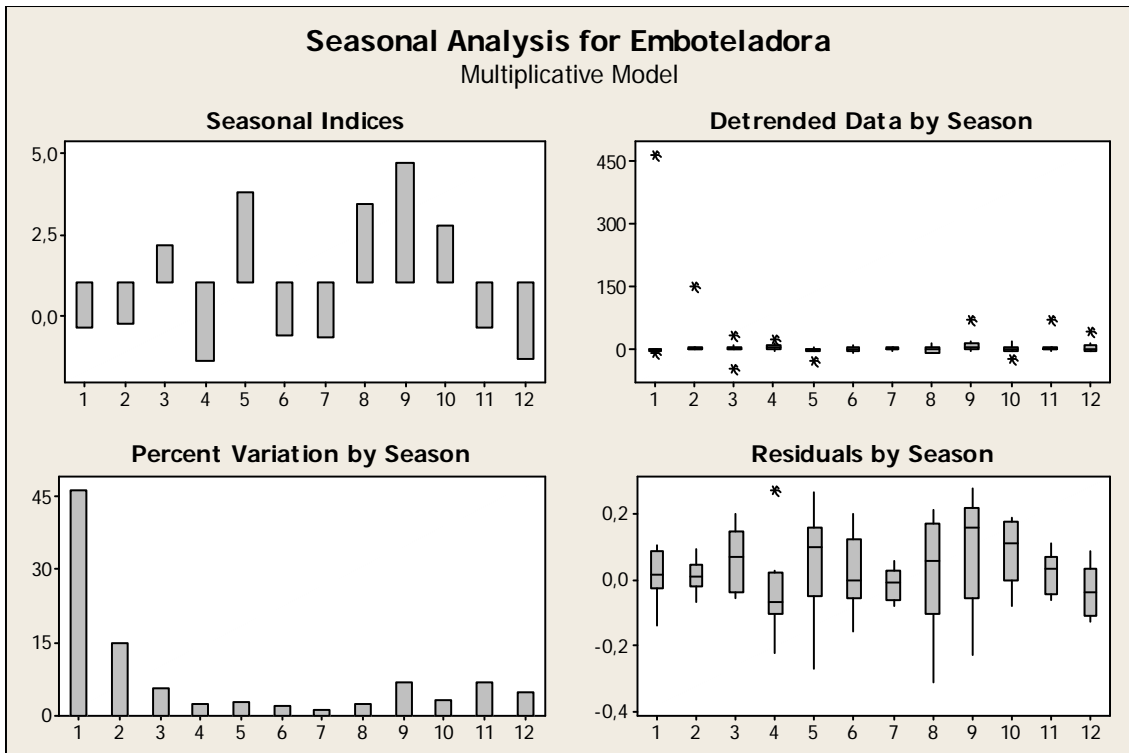 Seasonal Analysis for Emboteladora
Multiplicative Model
Seasonal Indices
5,0
2,5
0,0
1 2 3 4 5 6 7 8 9 10 11 12
Detrended Data by Season
450
300
150
0
1 2 3 4 5 6 7 8 9 10 11 12
Percent Variation by Season
45
30
15
0
1 2 3 4 5 6 7 8 9 10 11 12
Residuals by Season
0,2
0,0
-0,2
-0,4
1 2 3 4 5 6 7 8 9 10 11 12